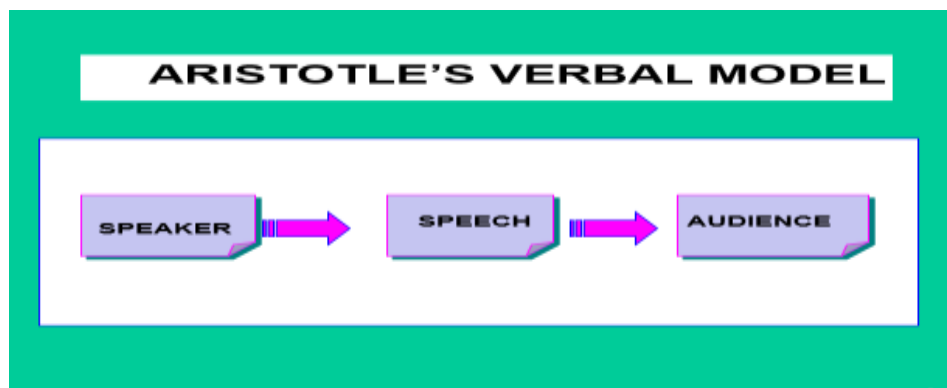 ARISTOTLE'S VERBAL MODEL
SPEAKER
SPEECH
AUDIENCE